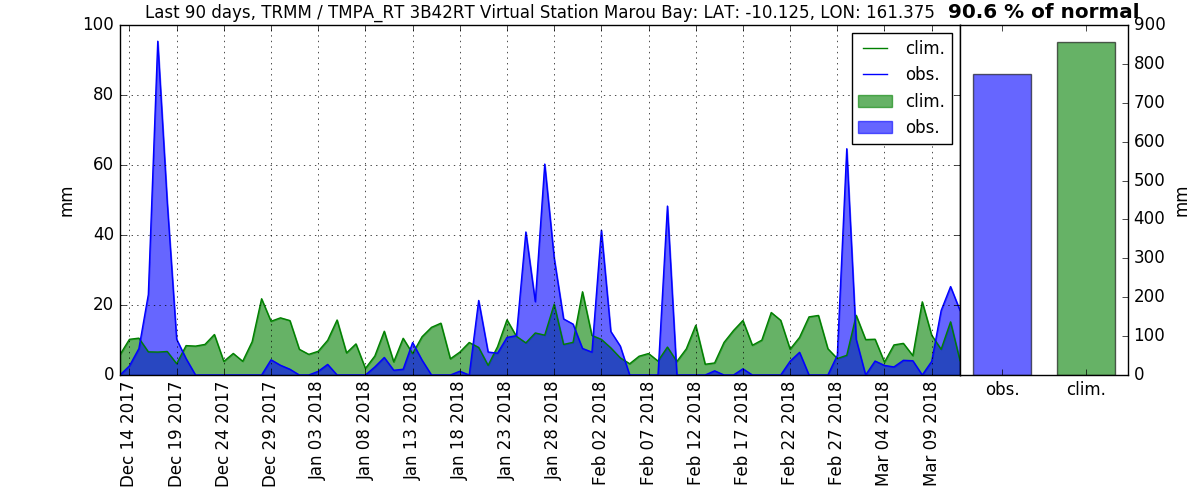 Last 90 days, TRMM / TMPA_RT 3B42RT Virtual Station Marou Bay: LAT: -10.125, LON: 161.375 90.6 % of normal
100
80
60
40
20
0
mm
clim.
obs.
clim.
obs.
Dec 14 2017
Dec 19 2017
Dec 24 2017
Dec 29 2017
Jan 03 2018
Jan 08 2018
Jan 13 2018
Jan 18 2018
Jan 23 2018
Jan 28 2018
Feb 02 2018
Feb 07 2018
Feb 12 2018
Feb 17 2018
Feb 22 2018
Feb 27 2018
Mar 04 2018
Mar 09 2018
900
800
700
600
500
400
300
200
100
0
mm
obs.
clim.